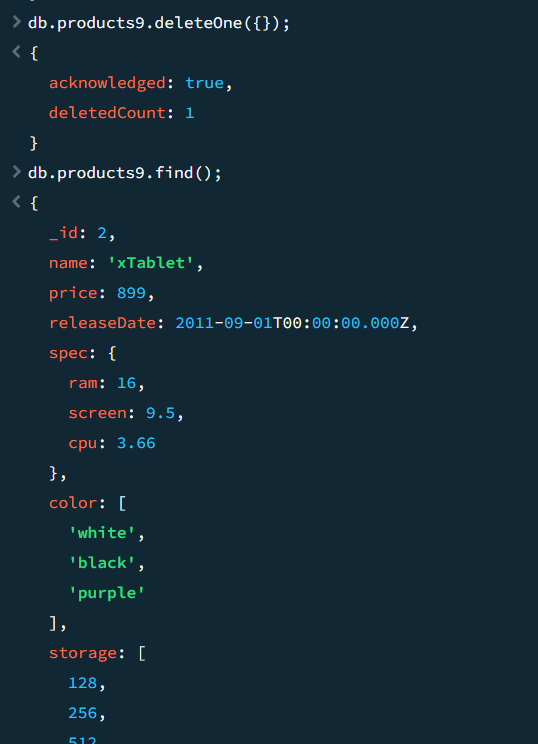 > db.products9.deleteOne({});
< {
acknowledged: true,
deletedCount: 1
}
> db.products9.find();
< {
_id: 2,
name: 'xTablet',
price: 899,
releaseDate: 2011-09-01T00:00:00.000Z,
spec: {
ram: 16,
screen: 9.5,
cpu: 3.66
},
color: [
'white',
'black',
'purple'
],
storage: [
128,
256,
512